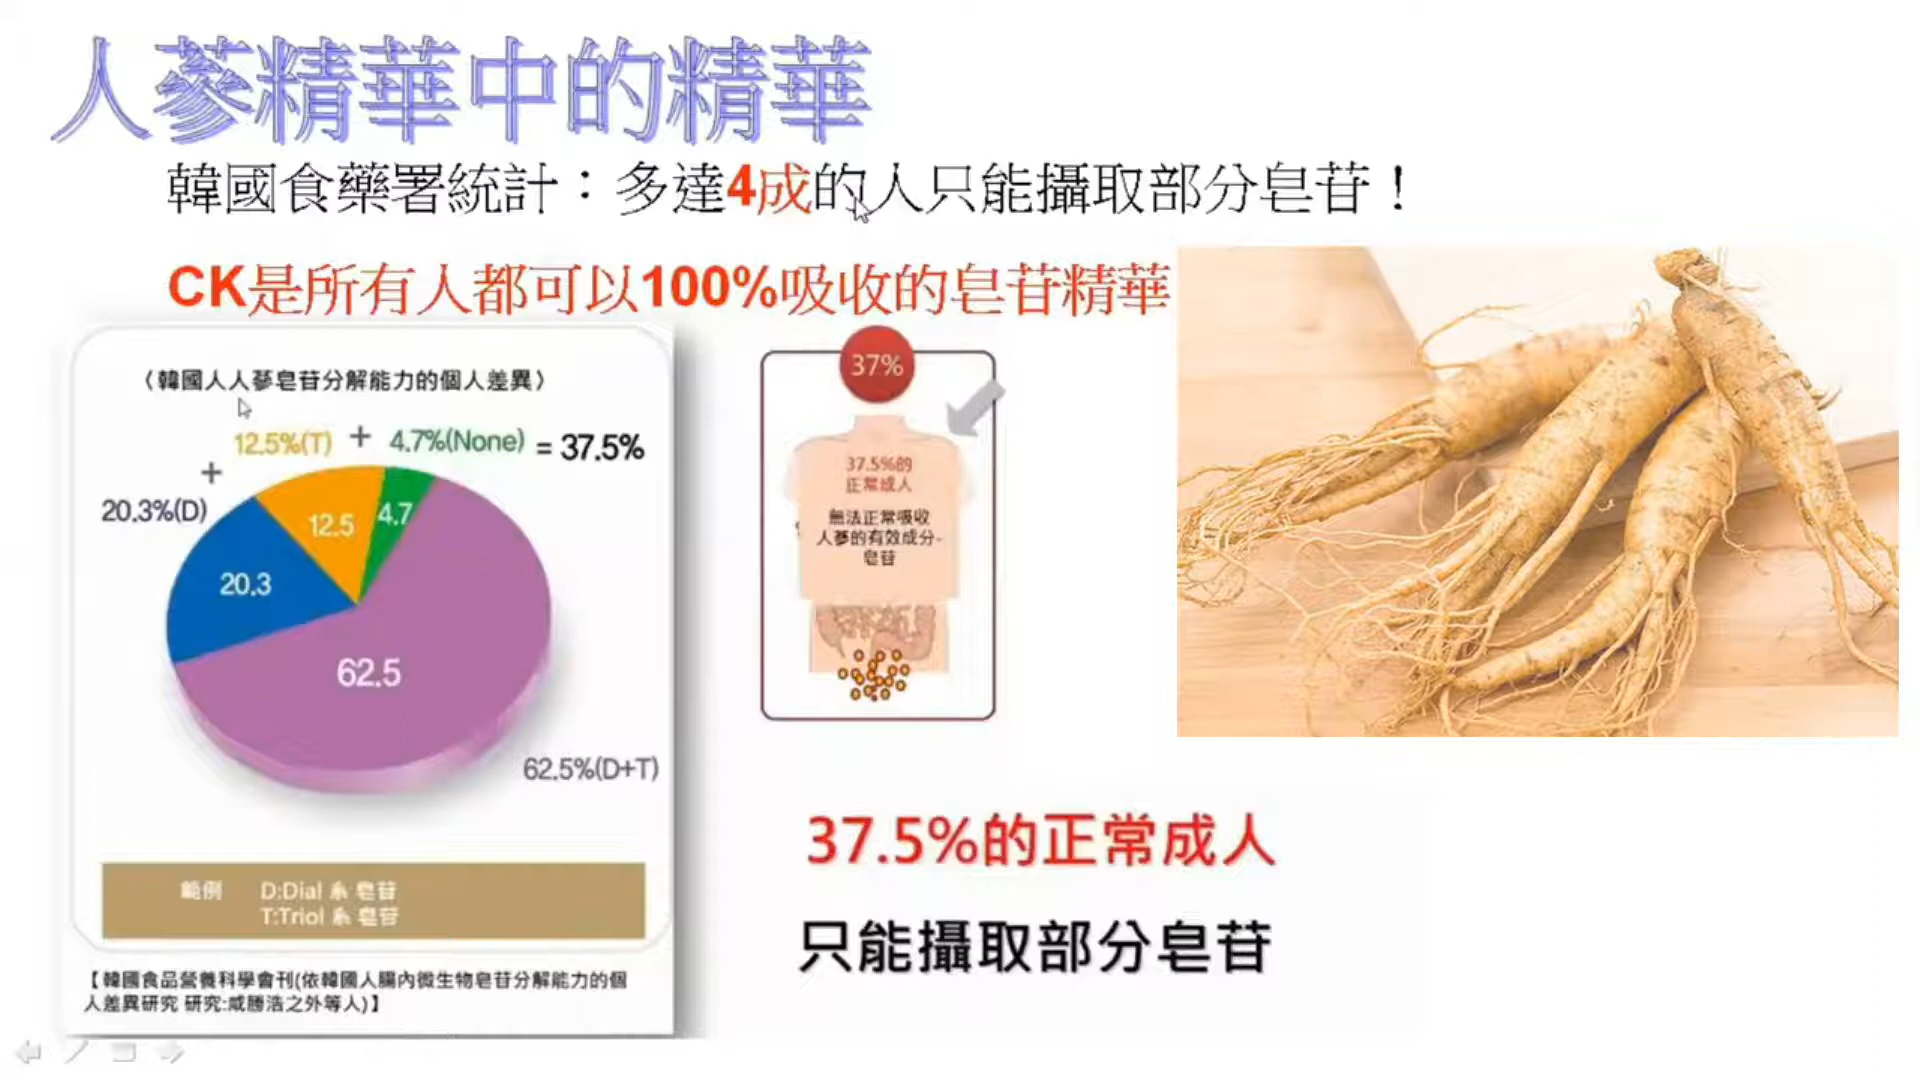 人蔘精華中的精華
韓國食藥署統計：多達4成的人只能攝取部分皂苷！
CK是所有人都可以100%吸收的皂苷精華
〈韓國人人蔘皂苷分解能力的個人差異〉
12.5%(T) + 4.7%(None) = 37.5%
+
20.3%(D)
12.5
4.7
20.3
62.5
62.5%(D+T)
範例 D:Dial 系 皂苷
T:Triol 系 皂苷
【韓國食品營養科學會刊(依韓國人腸內微生物皂苷分解能力的個
人差異研究 研究:咸勝浩之外等人)】
37%
37.5%的
正常成人
無法正常吸收
人蔘的有效成分-
皂苷
37.5%的正常成人
只能攝取部分皂苷